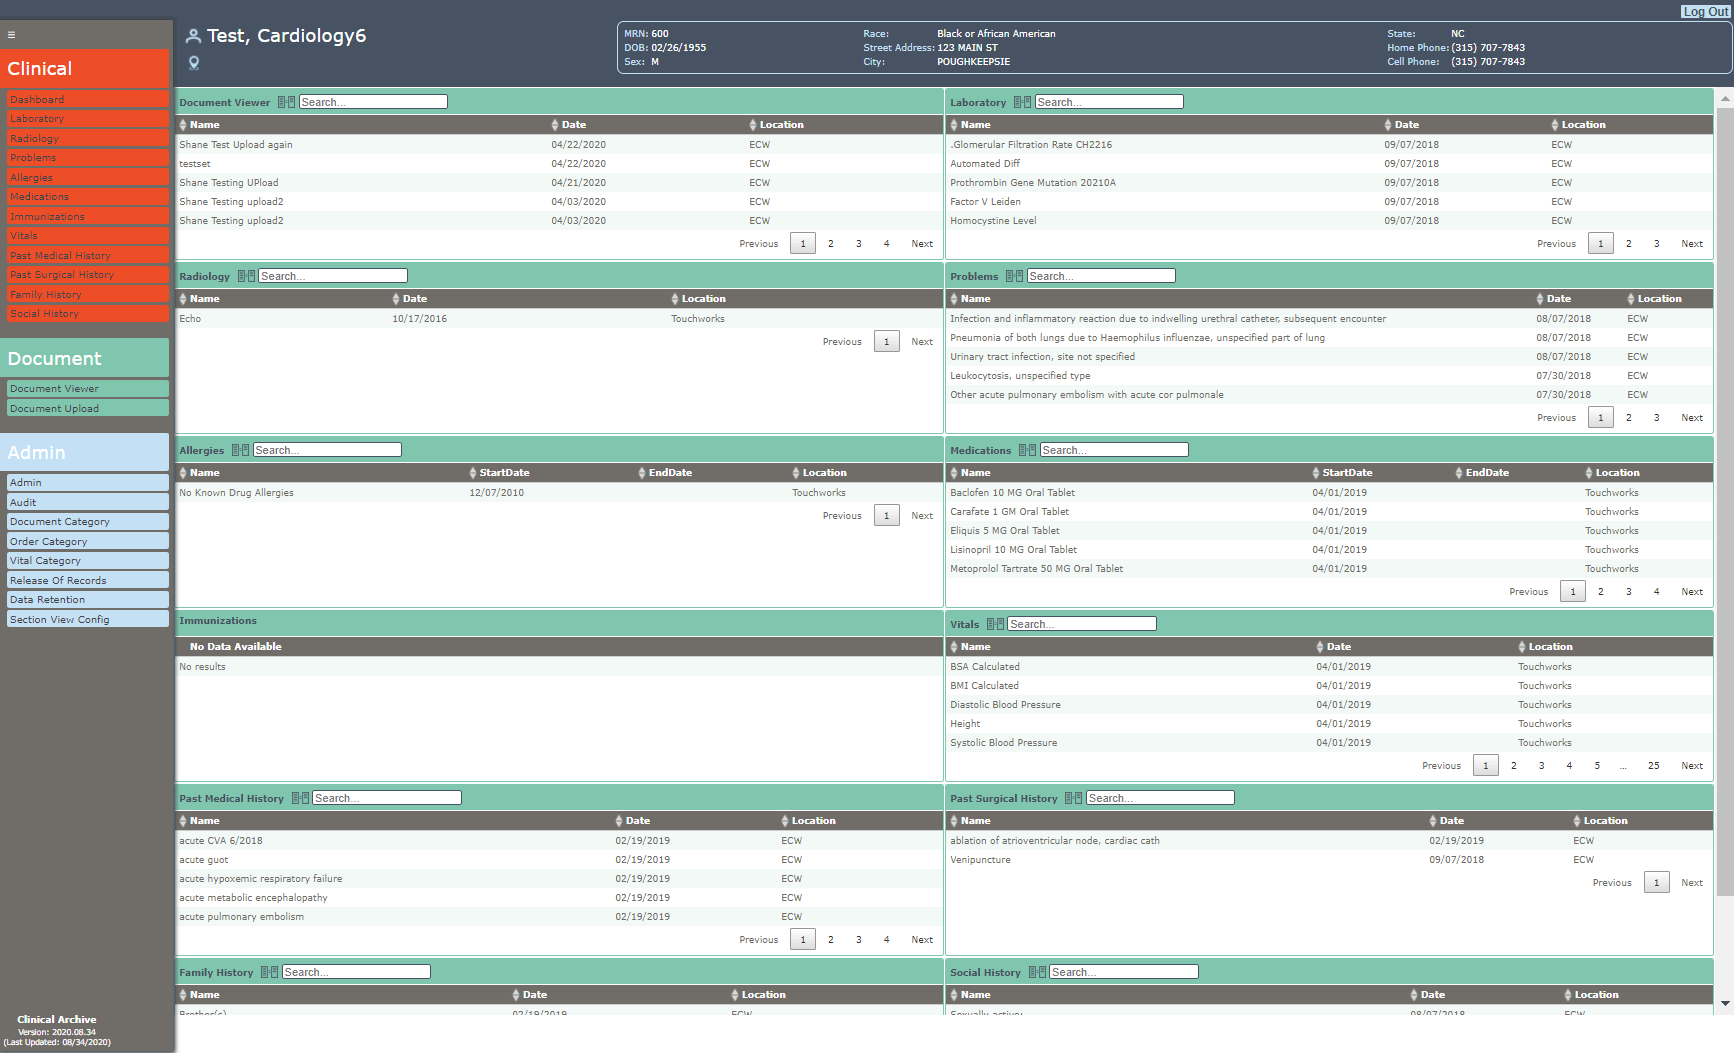 Log Out
≡
Clinical
Dashboard
Laboratory
Radiology
Problems
Allergies
Medications
Immunizations
Vitals
Past Medical History
Past Surgical History
Family History
Social History
Document
Document Viewer
Document Upload
Admin
Admin
Audit
Document Category
Order Category
Vital Category
Release Of Records
Data Retention
Section View Config
Clinical Archive
Version: 2020.08.34
(Last Updated: 08/34/2020)
Test, Cardiology6
MRN: 600
DOB: 02/26/1955
Sex: M
Race: Black or African American
Street Address: 123 MAIN ST
City: POUGHKEEPSIE
State: NC
Home Phone: (315) 707-7843
Cell Phone: (315) 707-7843
Document Viewer Search...
Name Date Location
Shane Test Upload again 04/22/2020 ECW
testset 04/22/2020 ECW
Shane Testing UPload 04/21/2020 ECW
Shane Testing upload2 04/03/2020 ECW
Shane Testing upload2 04/03/2020 ECW
Previous 1 2 3 4 Next
Laboratory Search...
Name Date Location
.Glomerular Filtration Rate CH2216 09/07/2018 ECW
Automated Diff 09/07/2018 ECW
Prothrombin Gene Mutation 20210A 09/07/2018 ECW
Factor V Leiden 09/07/2018 ECW
Homocystine Level 09/07/2018 ECW
Previous 1 2 3 Next
Radiology Search...
Name Date Location
Echo 10/17/2016 Touchworks
Previous 1 Next
Problems Search...
Name Date Location
Infection and inflammatory reaction due to indwelling urethral catheter, subsequent encounter 08/07/2018 ECW
Pneumonia of both lungs due to Haemophilus influenzae, unspecified part of lung 08/07/2018 ECW
Urinary tract infection, site not specified 08/07/2018 ECW
Leukocytosis, unspecified type 07/30/2018 ECW
Other acute pulmonary embolism with acute cor pulmonale 07/30/2018 ECW
Previous 1 2 3 Next
Allergies Search...
Name StartDate EndDate Location
No Known Drug Allergies 12/07/2010 Touchworks
Previous 1 Next
Medications Search...
Name StartDate EndDate Location
Baclofen 10 MG Oral Tablet 04/01/2019 Touchworks
Carafate 1 GM Oral Tablet 04/01/2019 Touchworks
Eliquis 5 MG Oral Tablet 04/01/2019 Touchworks
Lisinopril 10 MG Oral Tablet 04/01/2019 Touchworks
Metoprolol Tartrate 50 MG Oral Tablet 04/01/2019 Touchworks
Previous 1 2 3 4 Next
Immunizations
No Data Available
No results
Vitals Search...
Name Date Location
BSA Calculated 04/01/2019 Touchworks
BMI Calculated 04/01/2019 Touchworks
Diastolic Blood Pressure 04/01/2019 Touchworks
Height 04/01/2019 Touchworks
Systolic Blood Pressure 04/01/2019 Touchworks
Previous 1 2 3 4 5 ... 25 Next
Past Medical History Search...
Name Date Location
acute CVA 6/2018 02/19/2019 ECW
acute guot 02/19/2019 ECW
acute hypoxemic respiratory failure 02/19/2019 ECW
acute metabolic encephalopathy 02/19/2019 ECW
acute pulmonary embolism 02/19/2019 ECW
Previous 1 2 3 4 Next
Past Surgical History Search...
Name Date Location
ablation of atrioventricular node, cardiac cath 02/19/2019 ECW
Venipuncture 09/07/2018 ECW
Previous 1 Next
Family History Search...
Name Date Location
Brother(s) 02/19/2019 ECW
Social History Search...
Name Date Location
Sexually active: 08/07/2018 ECW